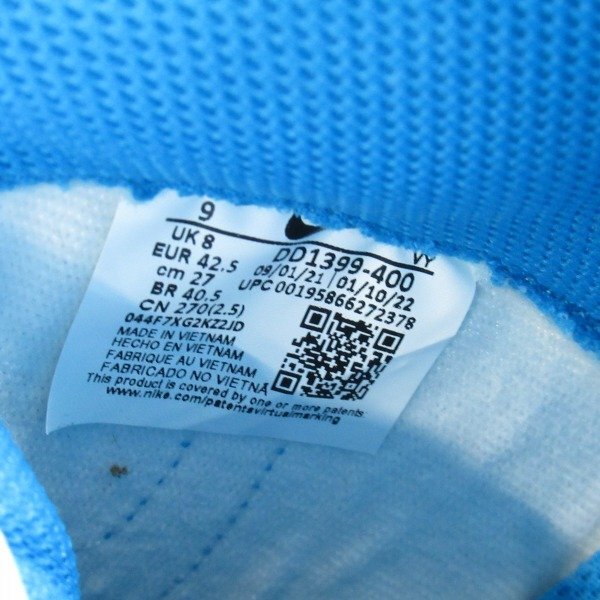 9
UK 8
EUR 42.5
cm 27
BR 40.5
CN 270(2.5)
044F7XG2KZ2JD
MADE IN VIETNAM
HECHO EN VIETNAM
FABRIQUE AU VIETNAM
FABRICADO NO VIETNÃ
This product is covered by one or more patents
www.nike.com/patentsvirtualmarking
VY
DD1399-400
09/01/21 01/10/22
UPC 00195866272378